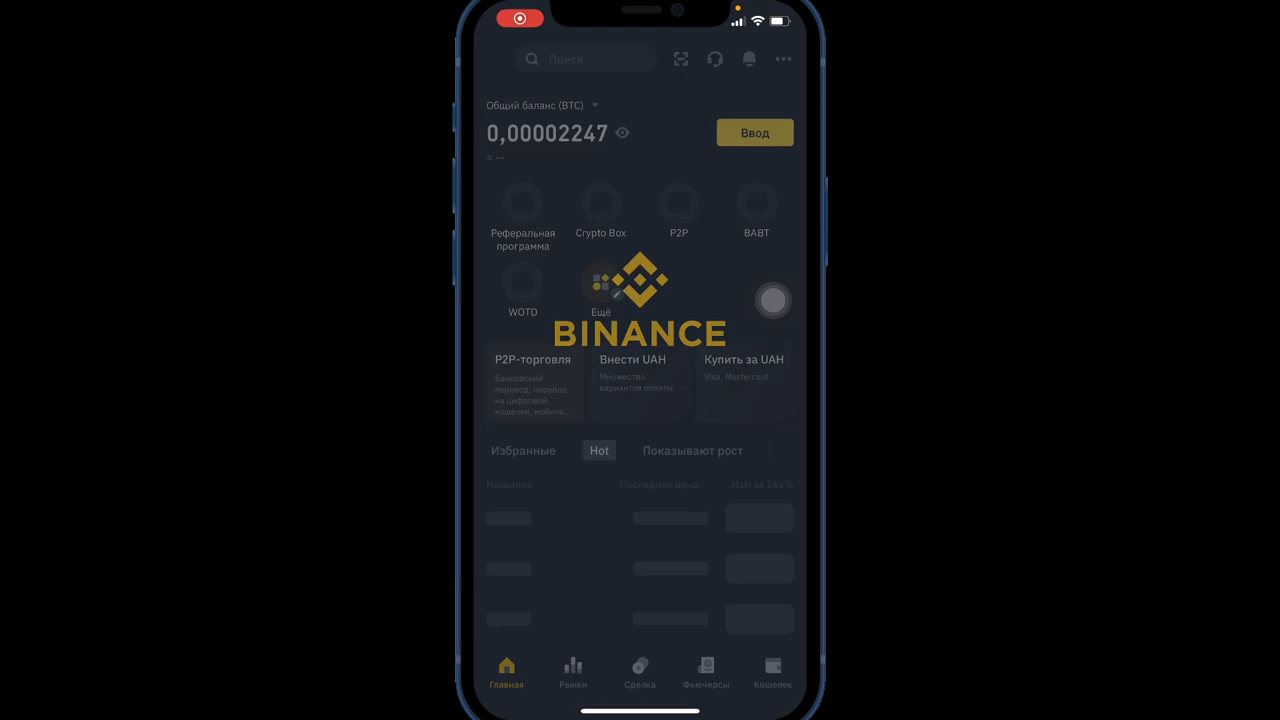 Поиск
Общий баланс (BTC)
0,00002247
Ввод
≈ --
Реферальная
программа
Crypto Box
P2P
BABT
WOTD
Ещё
BINANCE
P2P-торговля
Банковский
перевод, перевод
на цифровой
кошелек, мобиль...
Внести UAH
Множество
вариантов оплаты
Купить за UAH
Visa, Mastercard
Избранные
Hot
Показывают рост
Название
Последняя цена
Изм за 24ч %
Главная
Рынки
Сделка
Фьючерсы
Кошелек